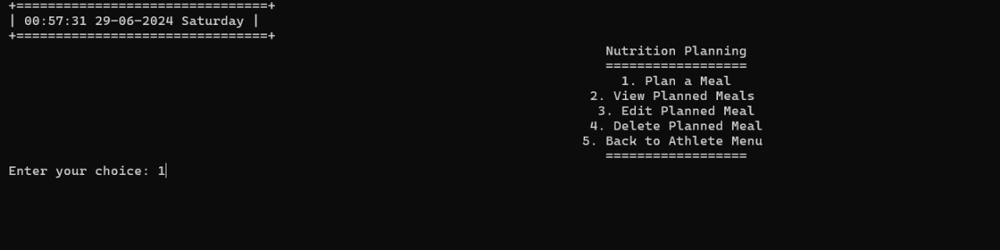 +================================+
| 00:57:31 29-06-2024 Saturday |
+================================+
Nutrition Planning
==================
1. Plan a Meal
2. View Planned Meals
3. Edit Planned Meal
4. Delete Planned Meal
5. Back to Athlete Menu
==================
Enter your choice: 1